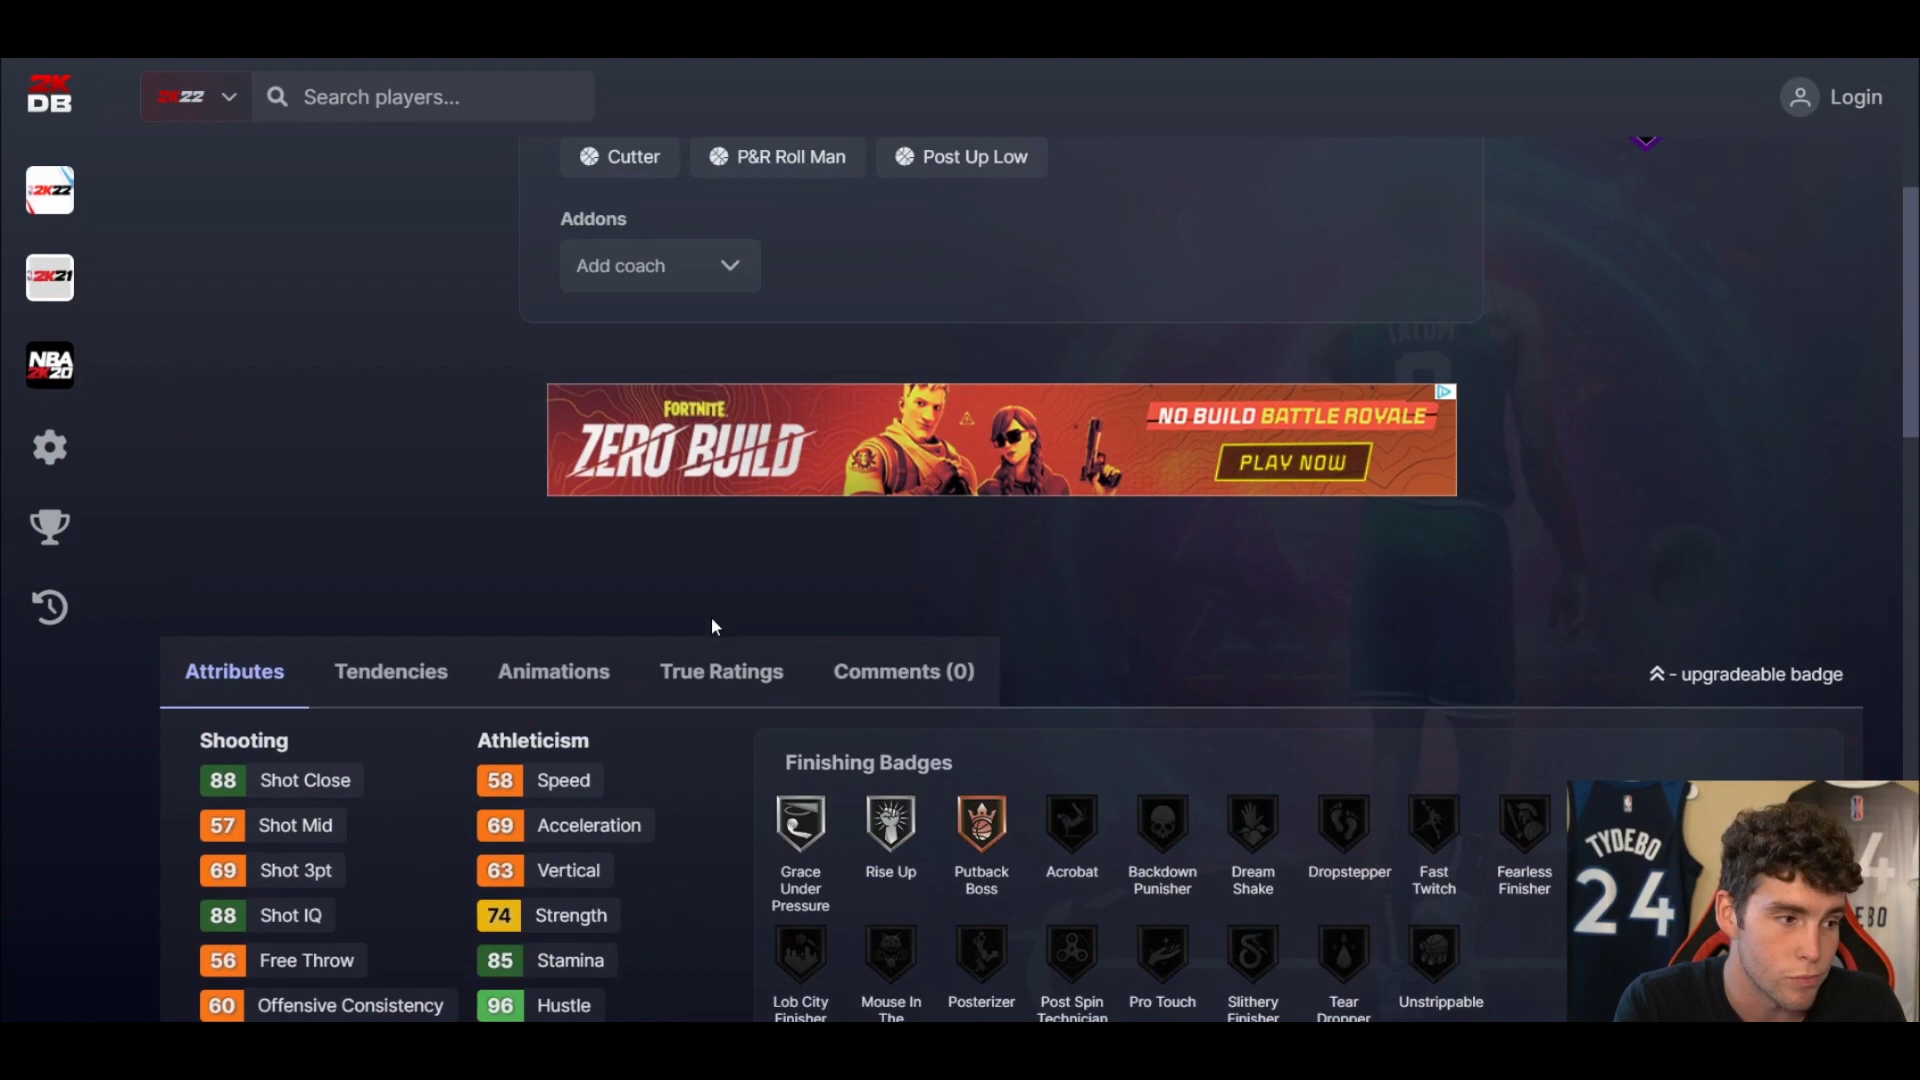 2K
DB
2K22
Search players...
Login
2K22
2K21
NBA
2K20
Cutter
P&R Roll Man
Post Up Low
Addons
Add coach
TATUM
0
FORTNITE
ZERO BUILD
NO BUILD BATTLE ROYALE
PLAY NOW
Attributes
Tendencies
Animations
True Ratings
Comments (0)
- upgradeable badge
Shooting
88 Shot Close
57 Shot Mid
69 Shot 3pt
88 Shot IQ
56 Free Throw
60 Offensive Consistency
Athleticism
58 Speed
69 Acceleration
63 Vertical
74 Strength
85 Stamina
96 Hustle
Finishing Badges
Grace
Under
Pressure
Rise Up
Putback
Boss
Acrobat
Backdown
Punisher
Dream
Shake
Dropstepper
Fast
Twitch
Fearless
Finisher
Lob City
Finisher
Mouse In
The
Posterizer
Post Spin
Technician
Pro Touch
Slithery
Finisher
Tear
Dropper
Unstrippable
TYDEBO
24
4